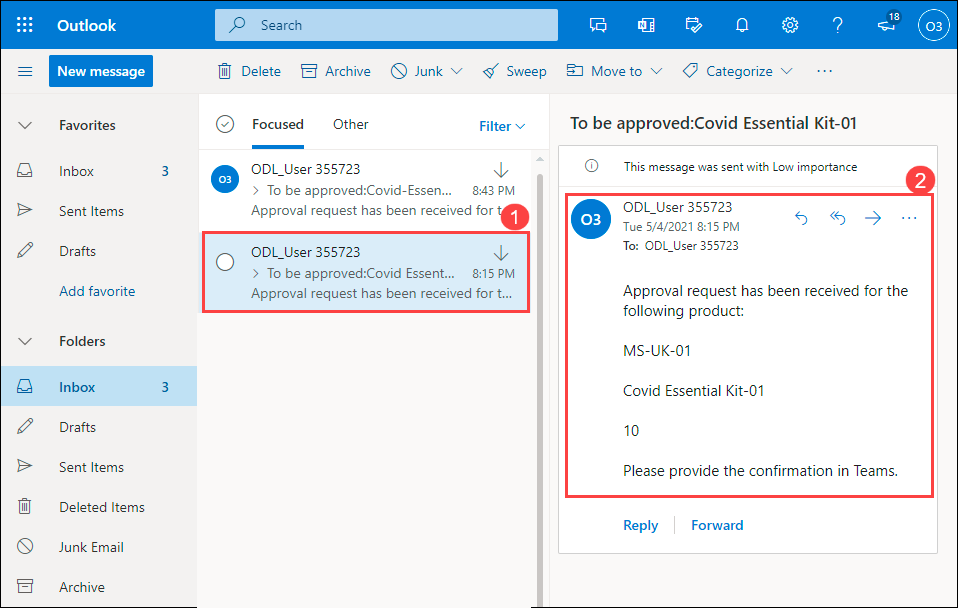 Outlook
Search
18
O3
New message
Delete
Archive
Junk
Sweep
Move to
Categorize
Favorites
Inbox 3
Sent Items
Drafts
Add favorite
Folders
Inbox 3
Drafts
Sent Items
Deleted Items
Junk Email
Archive
Focused
Other
Filter
O3
ODL_User 355723
To be approved:Covid-Essen... 8:43 PM
Approval request has been received for t
1
ODL_User 355723
To be approved:Covid Essent... 8:15 PM
Approval request has been received for t...
To be approved:Covid Essential Kit-01
This message was sent with Low importance
2
O3
ODL_User 355723
Tue 5/4/2021 8:15 PM
To: ODL_User 355723
Approval request has been received for the
following product:
MS-UK-01
Covid Essential Kit-01
10
Please provide the confirmation in Teams.
Reply
Forward